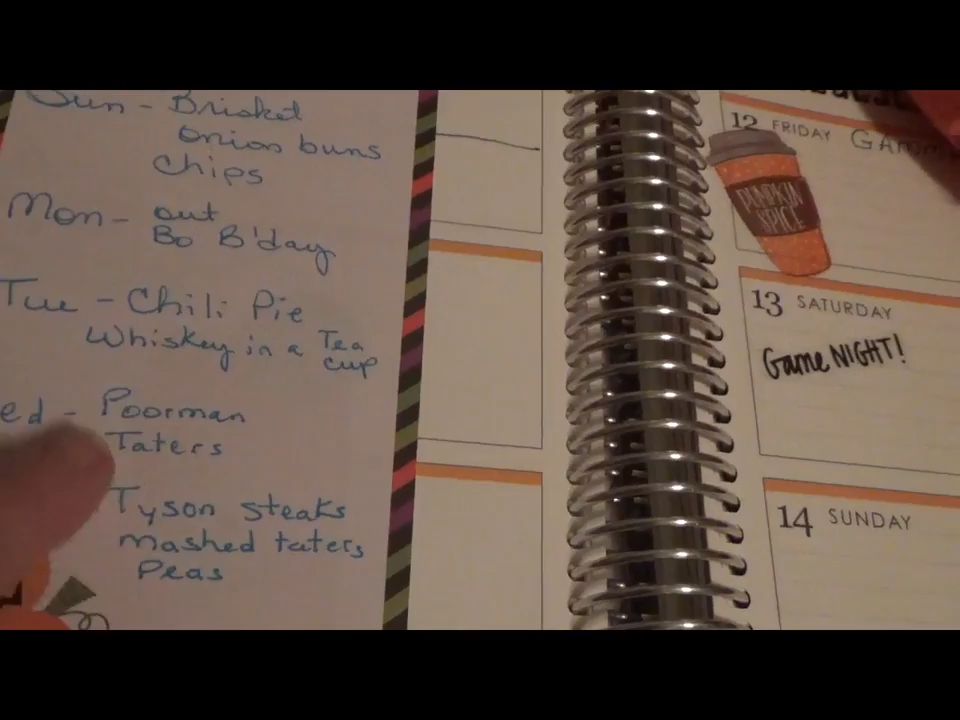 Sun - Brisket
onion buns
Chips
Mon - out
Bo B'day
Tue - Chili Pie
Whiskey in a Tea
cup
ed - Poorman
Taters
Tyson steaks
mashed taters
Peas
12 FRIDAY
PUMPKIN
SPICE
13 SATURDAY
Game NIGHT!
14 SUNDAY